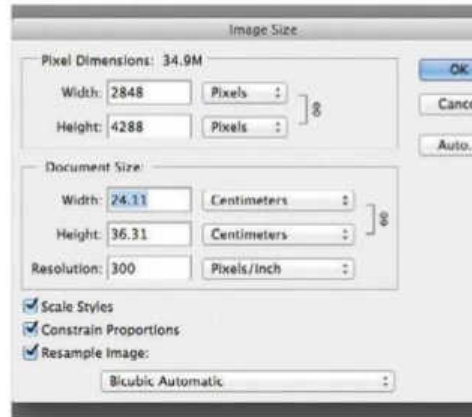 Image Size
Pixel Dimensions: 34.9M
Width: 2848 Pixels
Height: 4288 Pixels
Document Size:
Width: 24.11 Centimeters
Height: 36.31 Centimeters
Resolution: 300 Pixels/Inch
Scale Styles
Constrain Proportions
Resample Image:
Bicubic Automatic
OK
Cance
Auto.